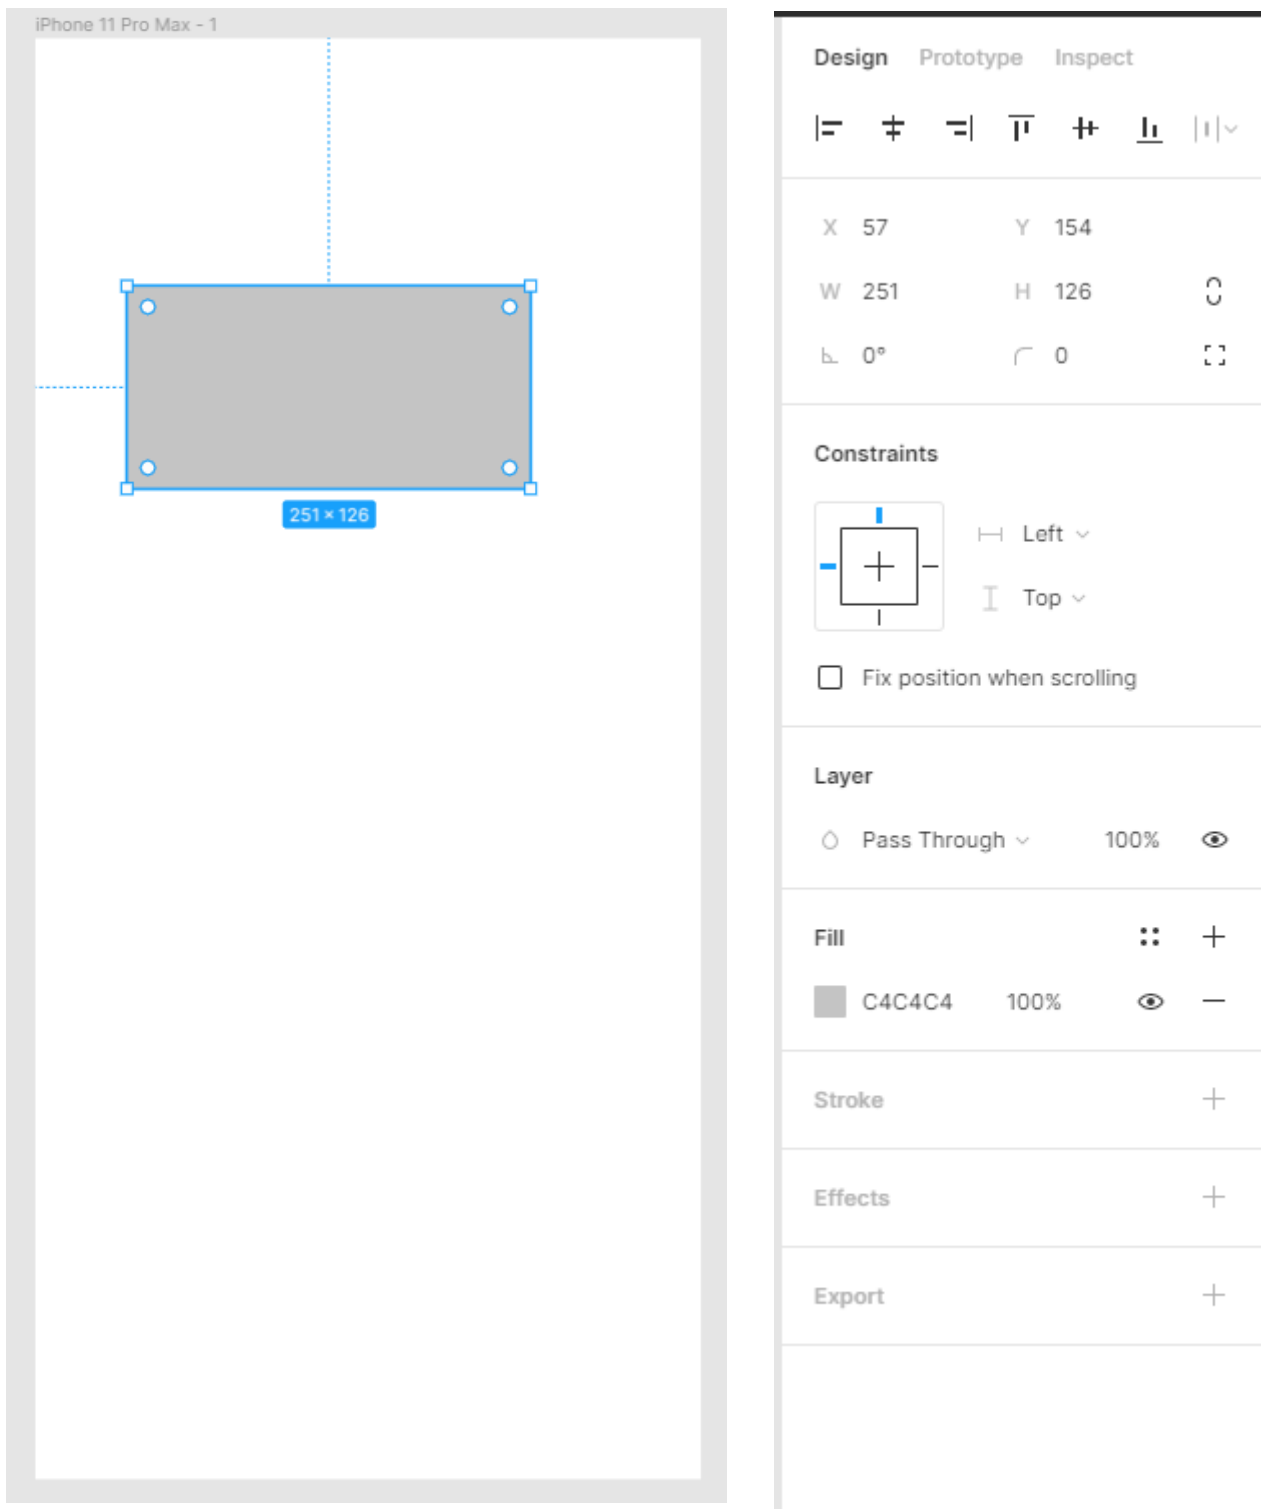 iPhone 11 Pro Max - 1
251 × 126
Design Prototype Inspect
X 57 Y 154
W 251 H 126
0° 0
Constraints
Left
Top
Fix position when scrolling
Layer
Pass Through 100%
Fill
C4C4C4 100%
Stroke
Effects
Export